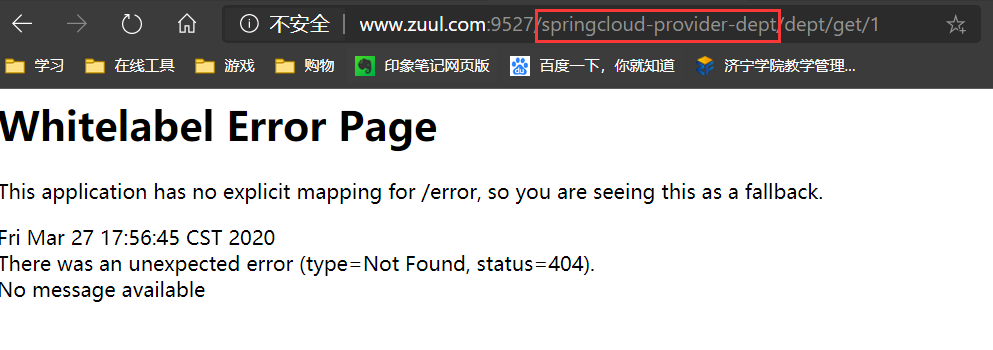 不安全 www.zuul.com:9527/springcloud-provider-dept/dept/get/1
学习 在线工具 游戏 购物 印象笔记网页版 百度一下，你就知道 济宁学院教学管理...
Whitelabel Error Page
This application has no explicit mapping for /error, so you are seeing this as a fallback.
Fri Mar 27 17:56:45 CST 2020
There was an unexpected error (type=Not Found, status=404).
No message available